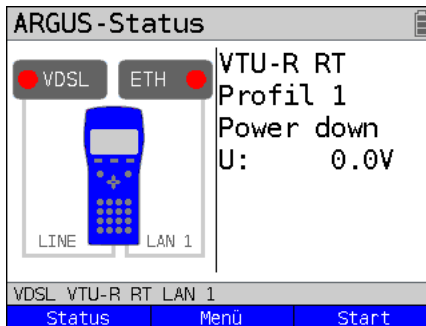 ARGUS-Status
VDSL ETH
LINE LAN 1
VTU-R RT
Profil 1
Power down
U: 0.0V
VDSL VTU-R RT LAN 1
Status Menü Start